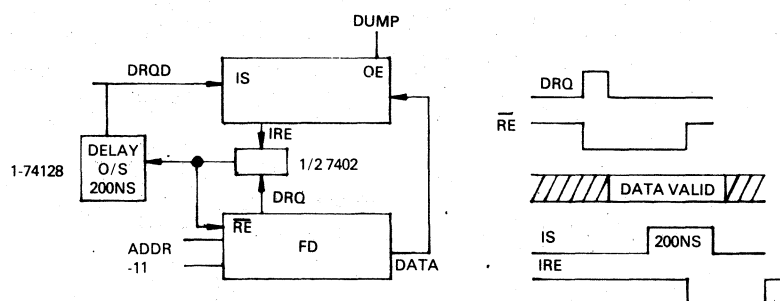 DUMP
DRQD
IS
OE
IRE
1-74128
DELAY
O/S
200NS
1/2 7402
DRQ
RE
FD
ADDR
-11
DATA
DRQ
RE
DATA VALID
IS
200NS
IRE